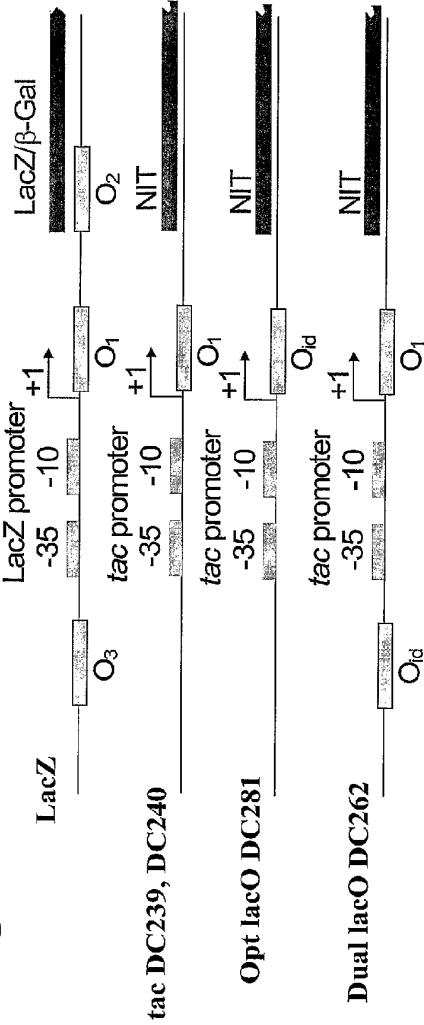 LacZ
LacZ promoter
-35 -10
+1
LacZ/β-Gal
O3
O1
O2
tac DC239, DC240
tac promoter
-35 -10
+1
NIT
O1
Opt lacO DC281
tac promoter
-35 -10
+1
NIT
Oid
Dual lacO DC262
tac promoter
-35 -10
+1
NIT
Oid
O1